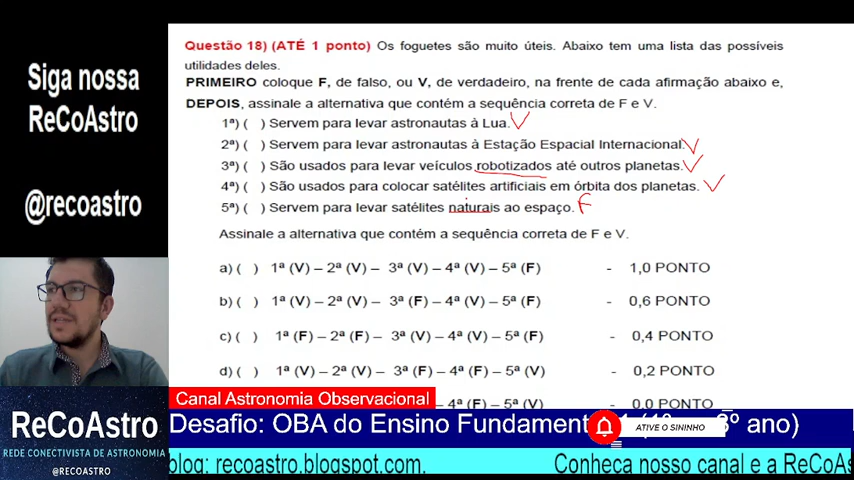 Siga nossa
ReCoAstro
@recoastro
Questão 18) (ATÉ 1 ponto) Os foguetes são muito úteis. Abaixo tem uma lista das possíveis
utilidades deles.
PRIMEIRO coloque F, de falso, ou V, de verdadeiro, na frente de cada afirmação abaixo e,
DEPOIS, assinale a alternativa que contém a sequência correta de F e V.
1ª) ( ) Servem para levar astronautas à Lua. V
2ª) ( ) Servem para levar astronautas à Estação Espacial Internacional. V
3ª) ( ) São usados para levar veículos robotizados até outros planetas. V
4ª) ( ) São usados para colocar satélites artificiais em órbita dos planetas. V
5ª) ( ) Servem para levar satélites naturais ao espaço. F
Assinale a alternativa que contém a sequência correta de F e V.
a) ( ) 1ª (V) – 2ª (V) – 3ª (V) – 4ª (V) – 5ª (F) - 1,0 PONTO
b) ( ) 1ª (V) – 2ª (V) – 3ª (F) – 4ª (V) – 5ª (F) - 0,6 PONTO
c) ( ) 1ª (F) – 2ª (F) – 3ª (V) – 4ª (V) – 5ª (F) - 0,4 PONTO
d) ( ) 1ª (V) – 2ª (V) – 3ª (F) – 4ª (F) – 5ª (V) - 0,2 PONTO
– 4ª (V) – 5ª (F) - 0,0 PONTO
Canal Astronomia Observacional
ReCoAstro
REDE CONECTIVISTA DE ASTRONOMIA
@RECOASTRO
Desafio: OBA do Ensino Fundament 3º ano)
ATIVE O SININHO
blog: recoastro.blogspot.com.
Conheça nosso canal e a ReCoAs